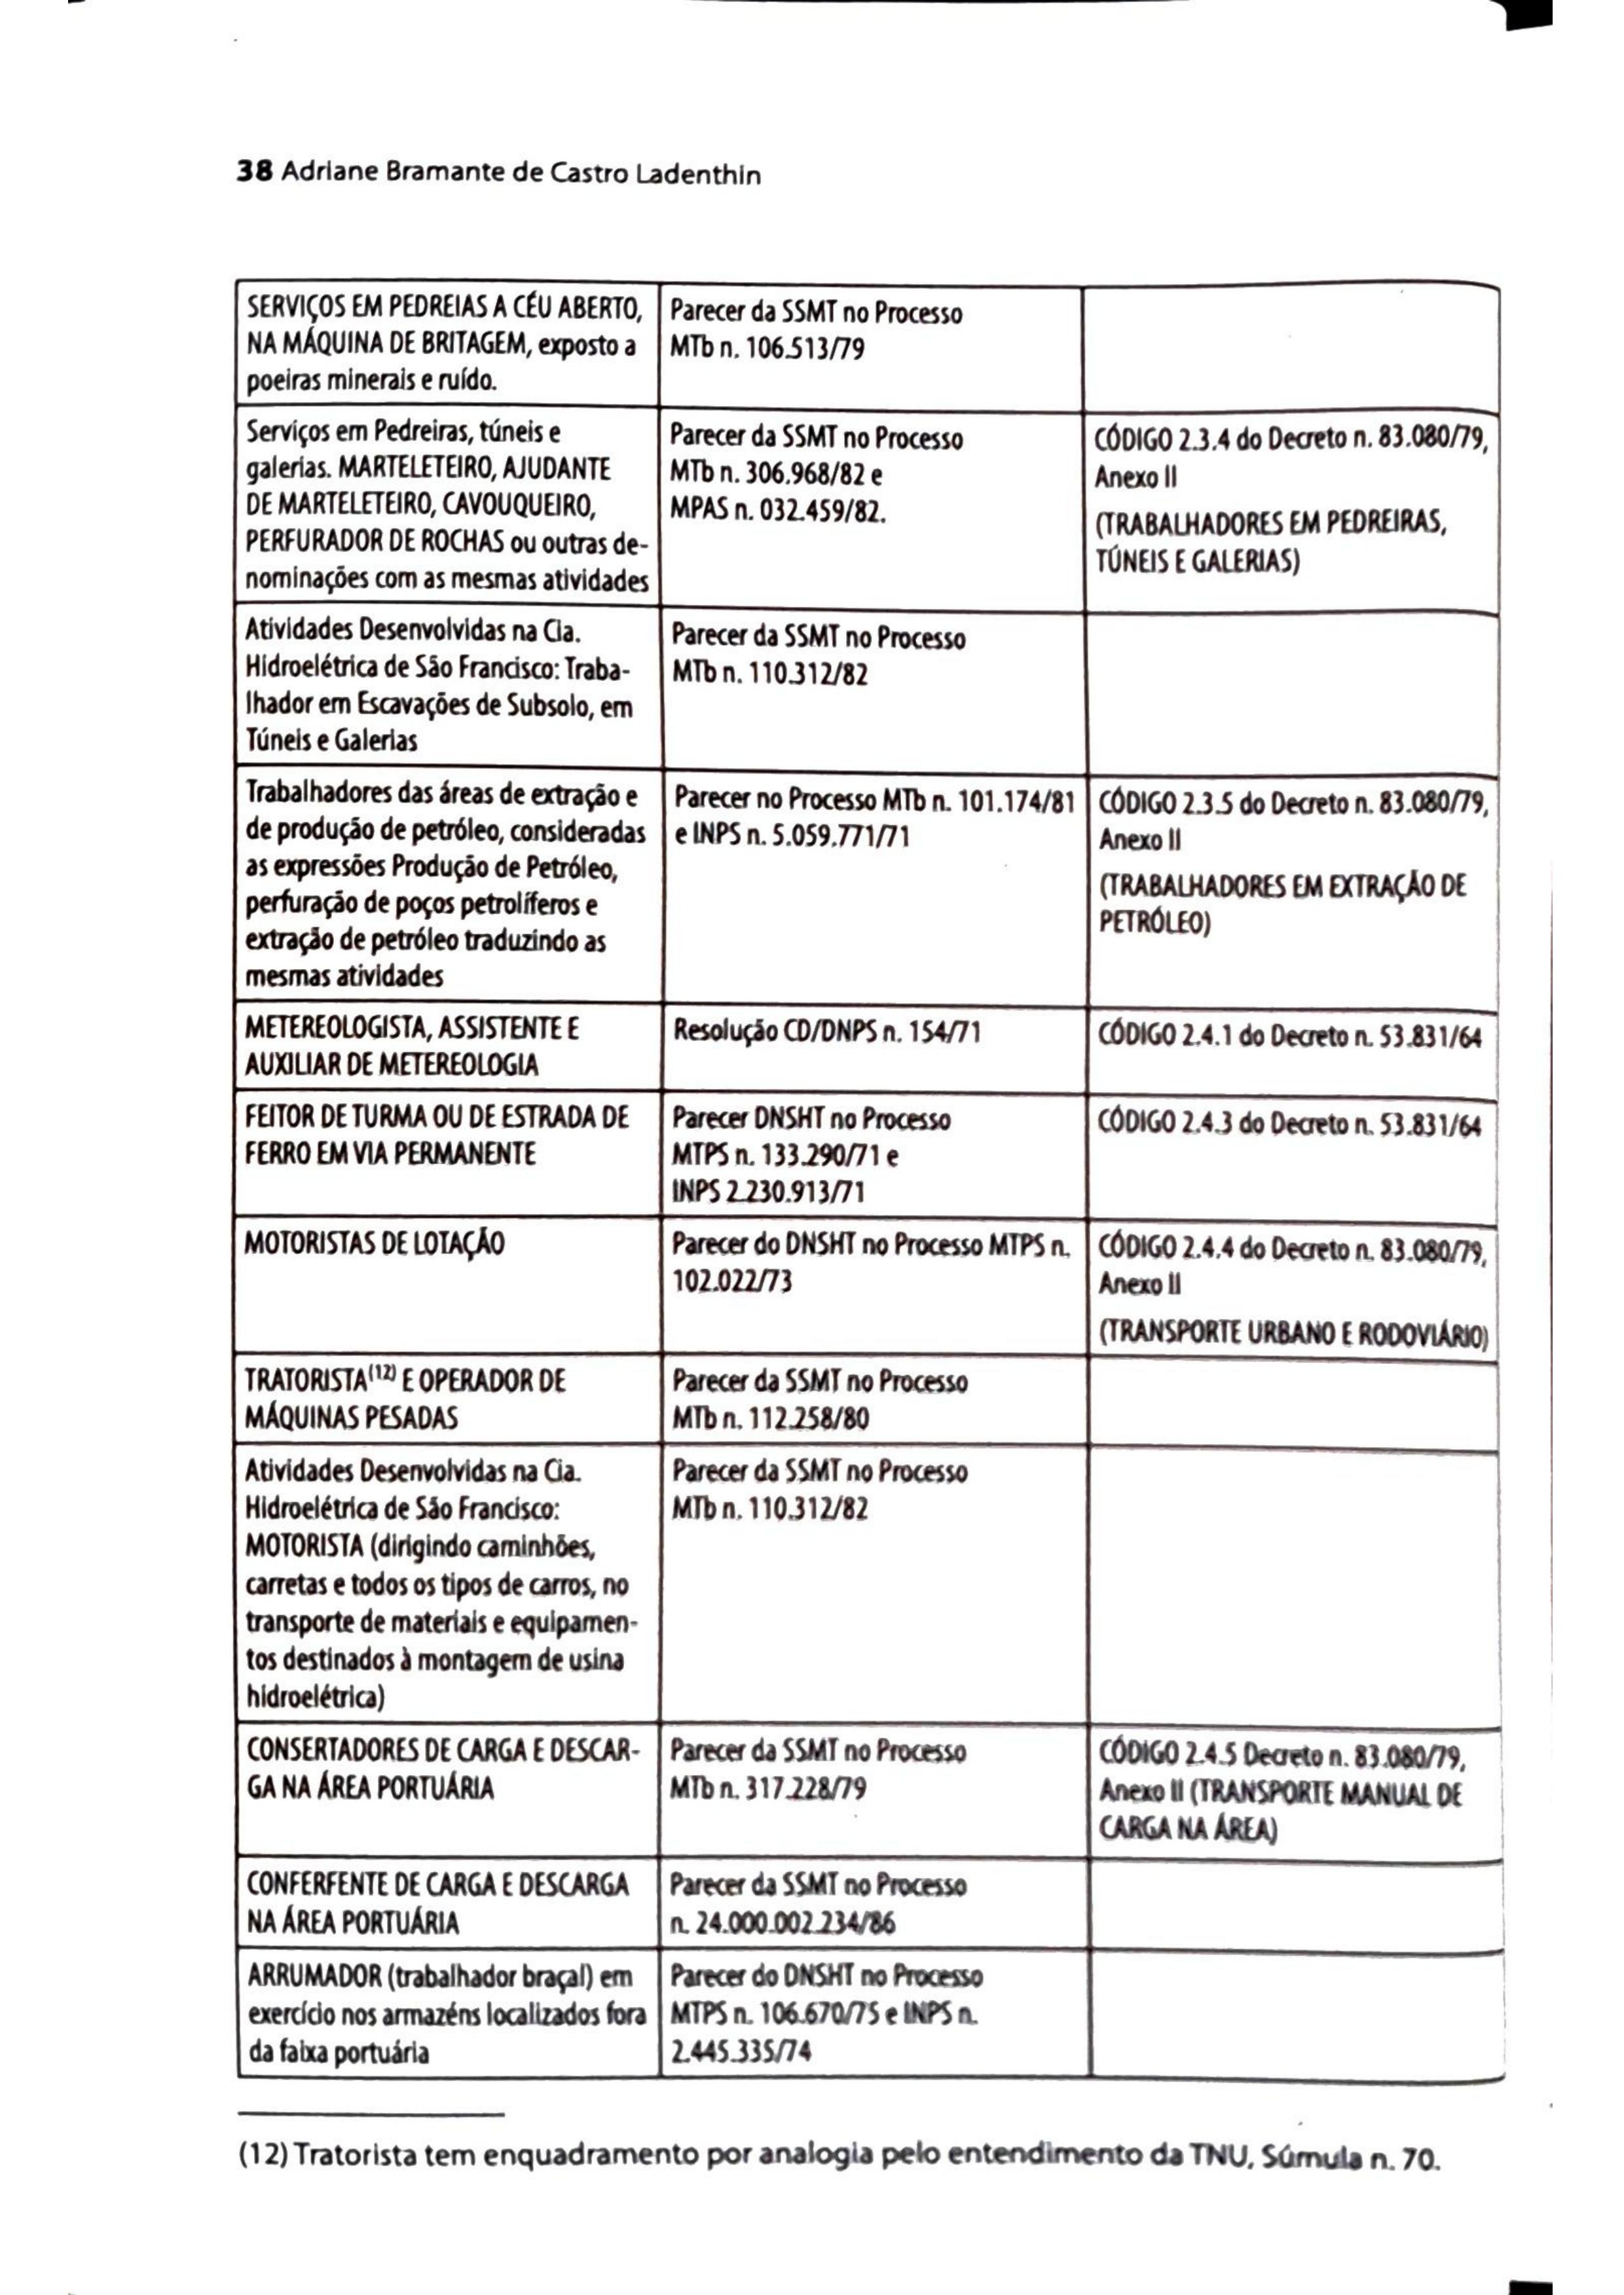 38 Adriane Bramante de Castro Ladenthin
SERVIÇOS EM PEDREIAS A CÉU ABERTO,
NA MÁQUINA DE BRITAGEM, exposto a
poeiras minerais e ruído.
Parecer da SSMT no Processo
MTb n. 106.513/79
Serviços em Pedreiras, túneis e
galerias. MARTELETEIRO, AJUDANTE
DE MARTELETEIRO, CAVOUQUEIRO,
PERFURADOR DE ROCHAS ou outras de-
nominações com as mesmas atividades
Parecer da SSMT no Processo
MTb n. 306.968/82 e
MPAS n. 032.459/82.
CÓDIGO 2.3.4 do Decreto n. 83.080/79,
Anexo II
(TRABALHADORES EM PEDREIRAS,
TÚNEIS E GALERIAS)
Atividades Desenvolvidas na Cia.
Hidroelétrica de São Francisco: Traba-
lhador em Escavações de Subsolo, em
Túneis e Galerias
Parecer da SSMT no Processo
MTb n. 110.312/82
Trabalhadores das áreas de extração e
de produção de petróleo, consideradas
as expressões Produção de Petróleo,
perfuração de poços petrolíferos e
extração de petróleo traduzindo as
mesmas atividades
Parecer no Processo MTb n. 101.174/81
e INPS n. 5.059.771/71
CÓDIGO 2.3.5 do Decreto n. 83.080/79,
Anexo II
(TRABALHADORES EM EXTRAÇÃO DE
PETRÓLEO)
METEREOLOGISTA, ASSISTENTE E
AUXILIAR DE METEREOLOGIA
Resolução CD/DNPS n. 154/71
CÓDIGO 2.4.1 do Decreto n. 53.831/64
FEITOR DE TURMA OU DE ESTRADA DE
FERRO EM VIA PERMANENTE
Parecer DNSHT no Processo
MTPS n. 133.290/71 e
INPS 2.230.913/71
CÓDIGO 2.4.3 do Decreto n. 53.831/64
MOTORISTAS DE LOTAÇÃO
Parecer do DNSHT no Processo MTPS n.
102.022/73
CÓDIGO 2.4.4 do Decreto n. 83.080/79,
Anexo II
(TRANSPORTE URBANO E RODOVIÁRIO)
TRATORISTA(12) E OPERADOR DE
MÁQUINAS PESADAS
Parecer da SSMT no Processo
MTb n. 112.258/80
Atividades Desenvolvidas na Cia.
Hidroelétrica de São Francisco:
MOTORISTA (dirigindo caminhões,
carretas e todos os tipos de carros, no
transporte de materiais e equipamen-
tos destinados à montagem de usina
hidroelétrica)
Parecer da SSMT no Processo
MTb n. 110.312/82
CONSERTADORES DE CARGA E DESCAR-
GA NA ÁREA PORTUÁRIA
Parecer da SSMT no Processo
MTb n. 317.228/79
CÓDIGO 2.4.5 Decreto n. 83.080/79,
Anexo II (TRANSPORTE MANUAL DE
CARGA NA ÁREA)
CONFERFENTE DE CARGA E DESCARGA
NA ÁREA PORTUÁRIA
Parecer da SSMT no Processo
n. 24.000.002.234/86
ARRUMADOR (trabalhador braçal) em
exercício nos armazéns localizados fora
da faixa portuária
Parecer do DNSHT no Processo
MTPS n. 106.670/75 e INPS n.
2.445.335/74
(12) Tratorista tem enquadramento por analogia pelo entendimento da TNU, Súmula n. 70.